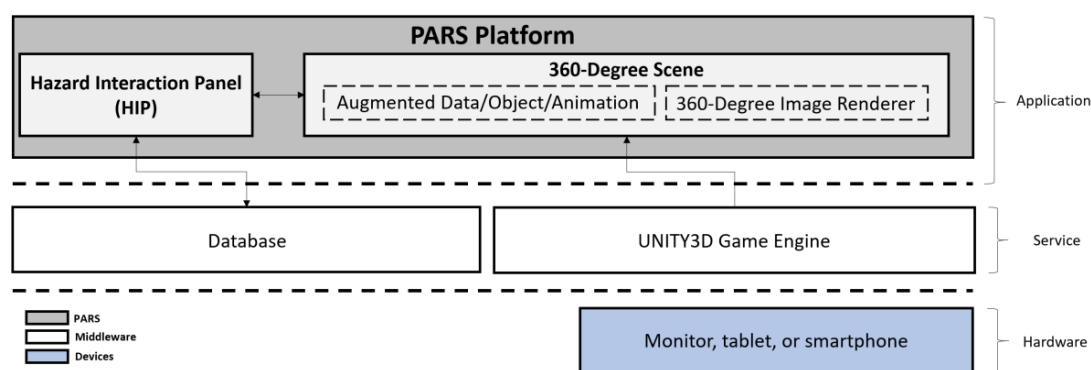 PARS Platform
Hazard Interaction Panel
(HIP)
360-Degree Scene
Augmented Data/Object/Animation
360-Degree Image Renderer
Application
Database
UNITY3D Game Engine
Service
PARS
Middleware
Devices
Monitor, tablet, or smartphone
Hardware